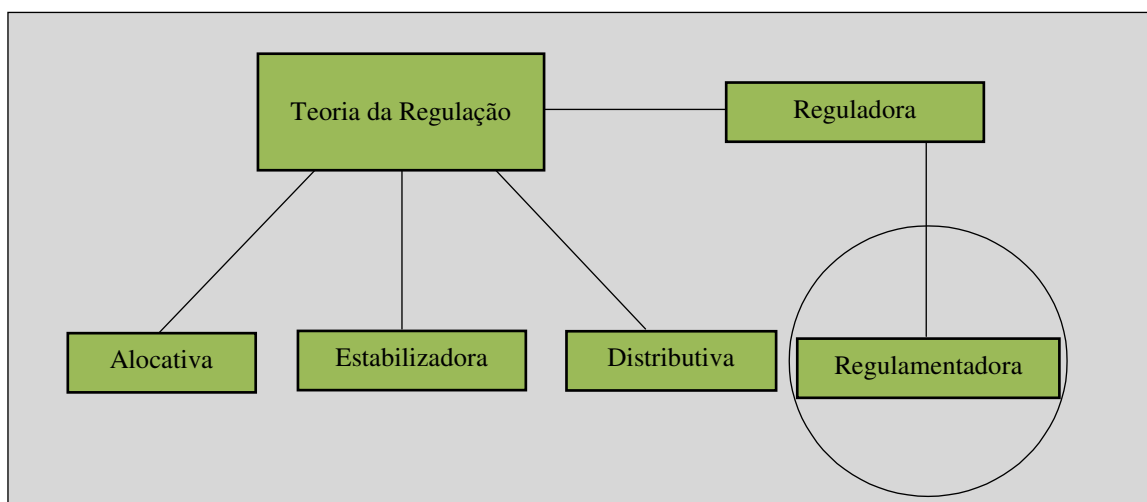 Teoria da Regulação
Reguladora
Alocativa
Estabilizadora
Distributiva
Regulamentadora